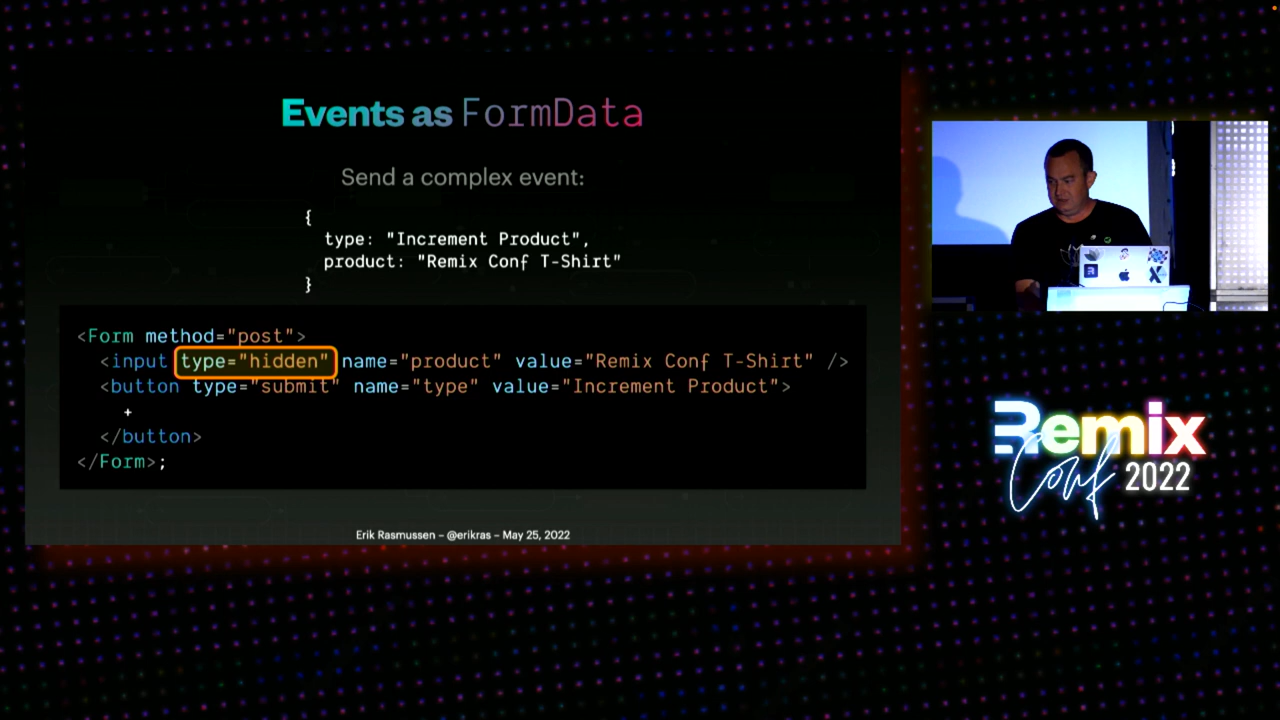 Events as FormData
Send a complex event:
{
type: "Increment Product",
product: "Remix Conf T-Shirt"
}
<Form method="post">
<input type="hidden" name="product" value="Remix Conf T-Shirt" />
<button type="submit" name="type" value="Increment Product">
+
</button>
</Form>;
Erik Rasmussen – @erikras – May 25, 2022
Remix
Conf 2022